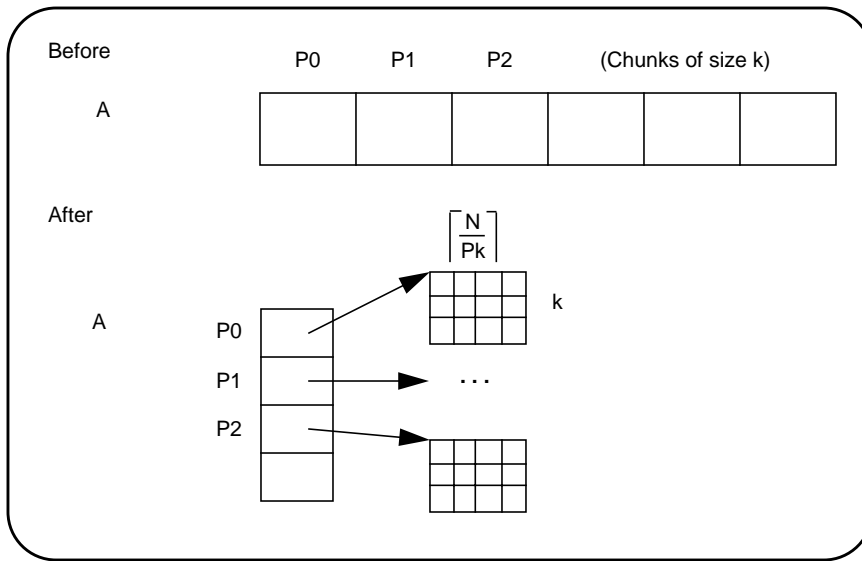 Before
P0 P1 P2 (Chunks of size k)
A
After
⌈N/Pk⌉
k
A
P0
P1
...
P2